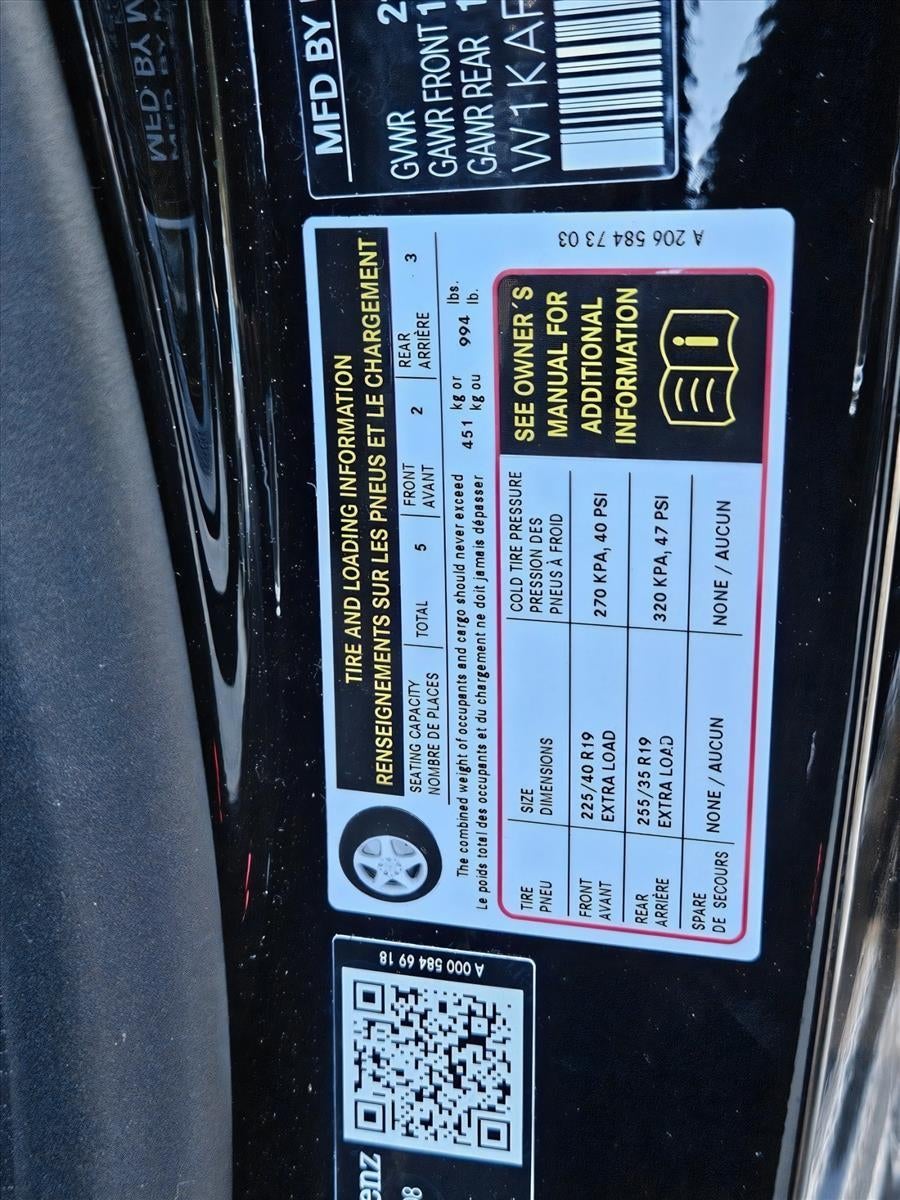 TIRE AND LOADING INFORMATION
RENSEIGNEMENTS SUR LES PNEUS ET LE CHARGEMENT
SEATING CAPACITY
NOMBRE DE PLACES
TOTAL 5
FRONT
AVANT
2
REAR
ARRIÈRE
3
The combined weight of occupants and cargo should never exceed 451 kg or 994 lbs.
Le poids total des occupants et du chargement ne doit jamais dépasser kg ou lb.
TIRE
PNEU
SIZE
DIMENSIONS
COLD TIRE PRESSURE
PRESSION DES
PNEUS À FROID
FRONT
AVANT
225/40 R19
EXTRA LOAD
270 KPA, 40 PSI
REAR
ARRIÈRE
255/35 R19
EXTRA LOAD
320 KPA, 47 PSI
SPARE
DE SECOURS
NONE / AUCUN
NONE / AUCUN
SEE OWNER´S
MANUAL FOR
ADDITIONAL
INFORMATION
A 206 584 73 03
A 000 584 69 18
enz
MFD BY
GVWR
GAWR FRONT 1
GAWR REAR 1
W1KAF